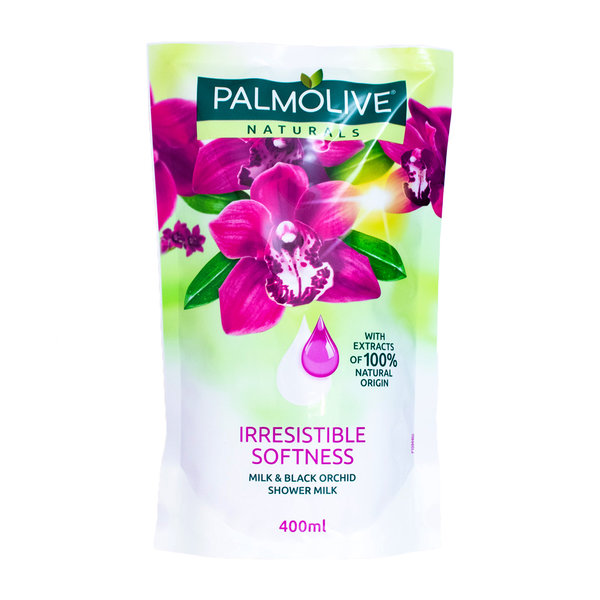 PALMOLIVE®
NATURALS
WITH
EXTRACTS
OF 100%
NATURAL
ORIGIN
IRRESISTIBLE
SOFTNESS
MILK & BLACK ORCHID
SHOWER MILK
400ml